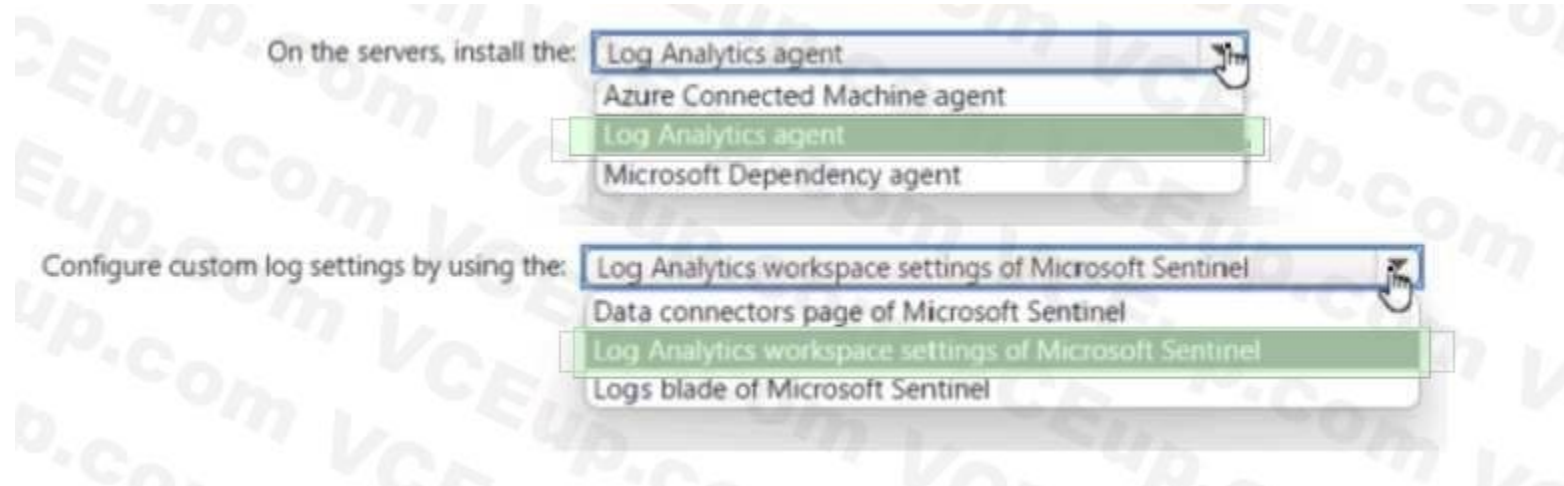 On the servers, install the: Log Analytics agent
Azure Connected Machine agent
Log Analytics agent
Microsoft Dependency agent
Configure custom log settings by using the: Log Analytics workspace settings of Microsoft Sentinel
Data connectors page of Microsoft Sentinel
Log Analytics workspace settings of Microsoft Sentinel
Logs blade of Microsoft Sentinel